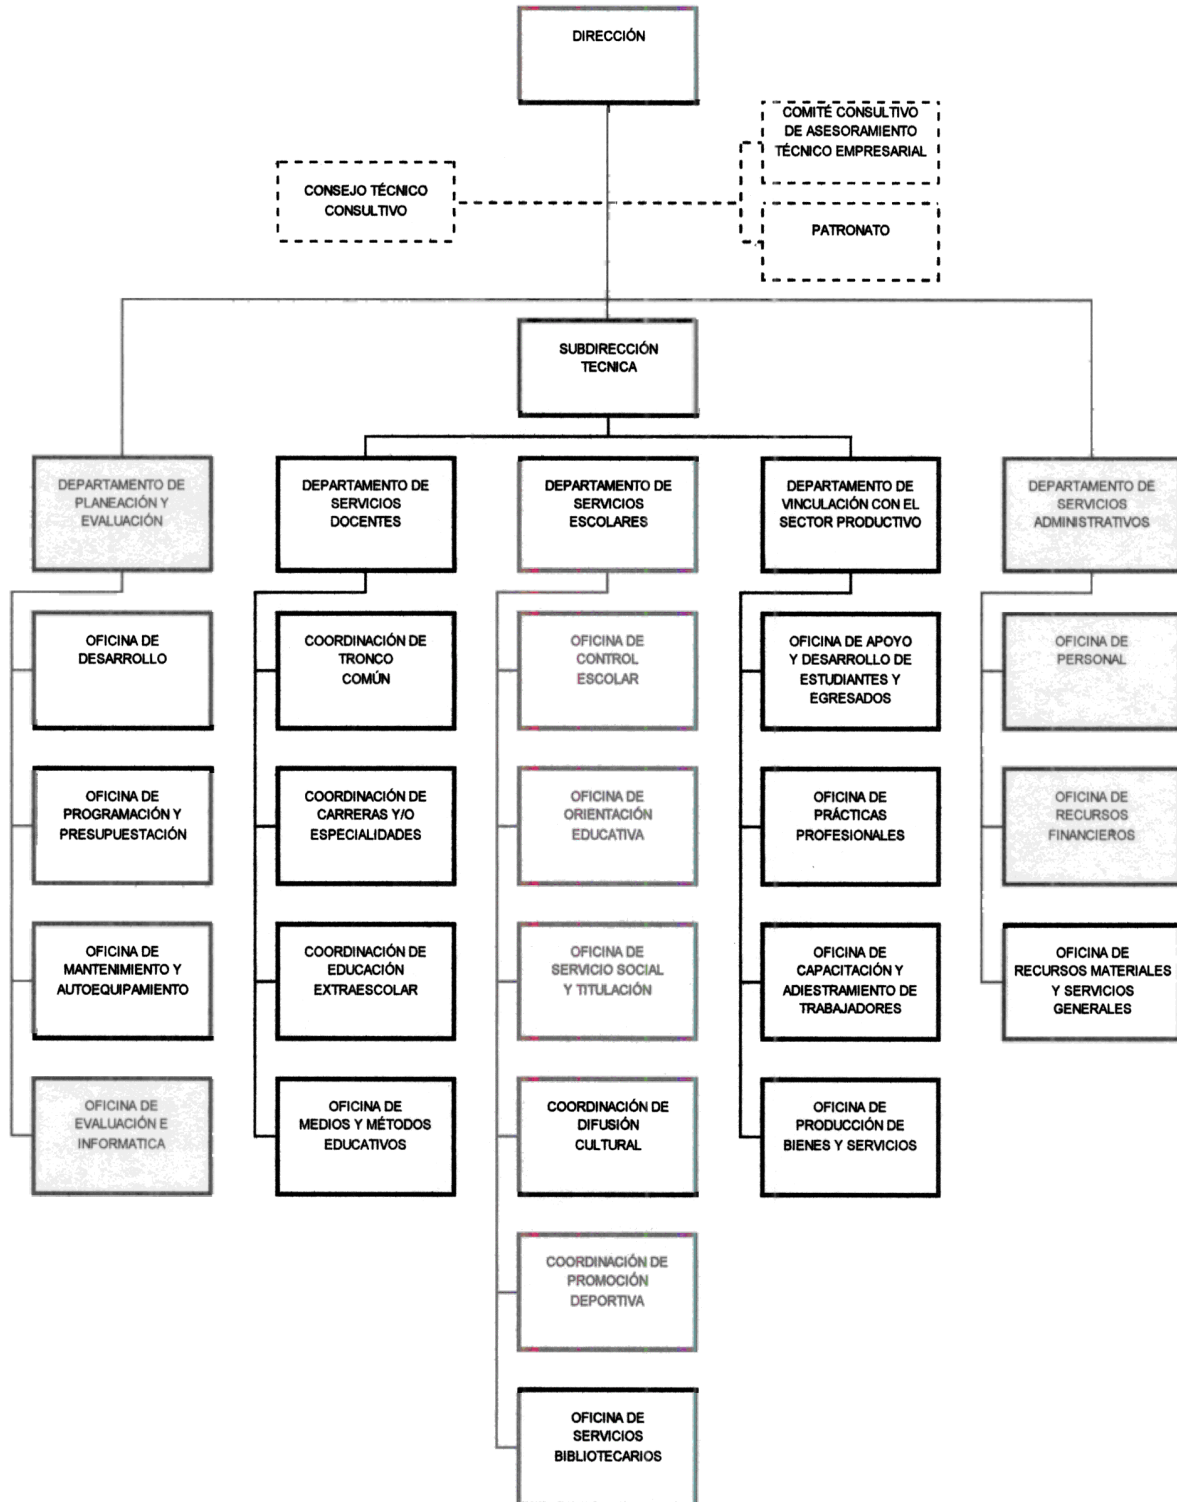 DIRECCIÓN
COMITÉ CONSULTIVO
DE ASESORAMIENTO
TÉCNICO EMPRESARIAL
CONSEJO TÉCNICO
CONSULTIVO
PATRONATO
SUBDIRECCIÓN
TECNICA
DEPARTAMENTO DE
PLANEACIÓN Y
EVALUACIÓN
DEPARTAMENTO DE
SERVICIOS
DOCENTES
DEPARTAMENTO DE
SERVICIOS
ESCOLARES
DEPARTAMENTO DE
VINCULACIÓN CON EL
SECTOR PRODUCTIVO
DEPARTAMENTO DE
SERVICIOS
ADMINISTRATIVOS
OFICINA DE
DESARROLLO
COORDINACIÓN DE
TRONCO
COMÚN
OFICINA DE
CONTROL
ESCOLAR
OFICINA DE APOYO
Y DESARROLLO DE
ESTUDIANTES Y
EGRESADOS
OFICINA DE
PERSONAL
OFICINA DE
PROGRAMACIÓN Y
PRESUPUESTACIÓN
COORDINACIÓN DE
CARRERAS Y/O
ESPECIALIDADES
OFICINA DE
ORIENTACIÓN
EDUCATIVA
OFICINA DE
PRÁCTICAS
PROFESIONALES
OFICINA DE
RECURSOS
FINANCIEROS
OFICINA DE
MANTENIMIENTO Y
AUTOEQUIPAMIENTO
COORDINACIÓN DE
EDUCACIÓN
EXTRAESCOLAR
OFICINA DE
SERVICIO SOCIAL
Y TITULACIÓN
OFICINA DE
CAPACITACIÓN Y
ADIESTRAMIENTO DE
TRABAJADORES
OFICINA DE
RECURSOS MATERIALES
Y SERVICIOS
GENERALES
OFICINA DE
EVALUACIÓN E
INFORMATICA
OFICINA DE
MEDIOS Y MÉTODOS
EDUCATIVOS
COORDINACIÓN DE
DIFUSIÓN
CULTURAL
OFICINA DE
PRODUCCIÓN DE
BIENES Y SERVICIOS
COORDINACIÓN DE
PROMOCIÓN
DEPORTIVA
OFICINA DE
SERVICIOS
BIBLIOTECARIOS